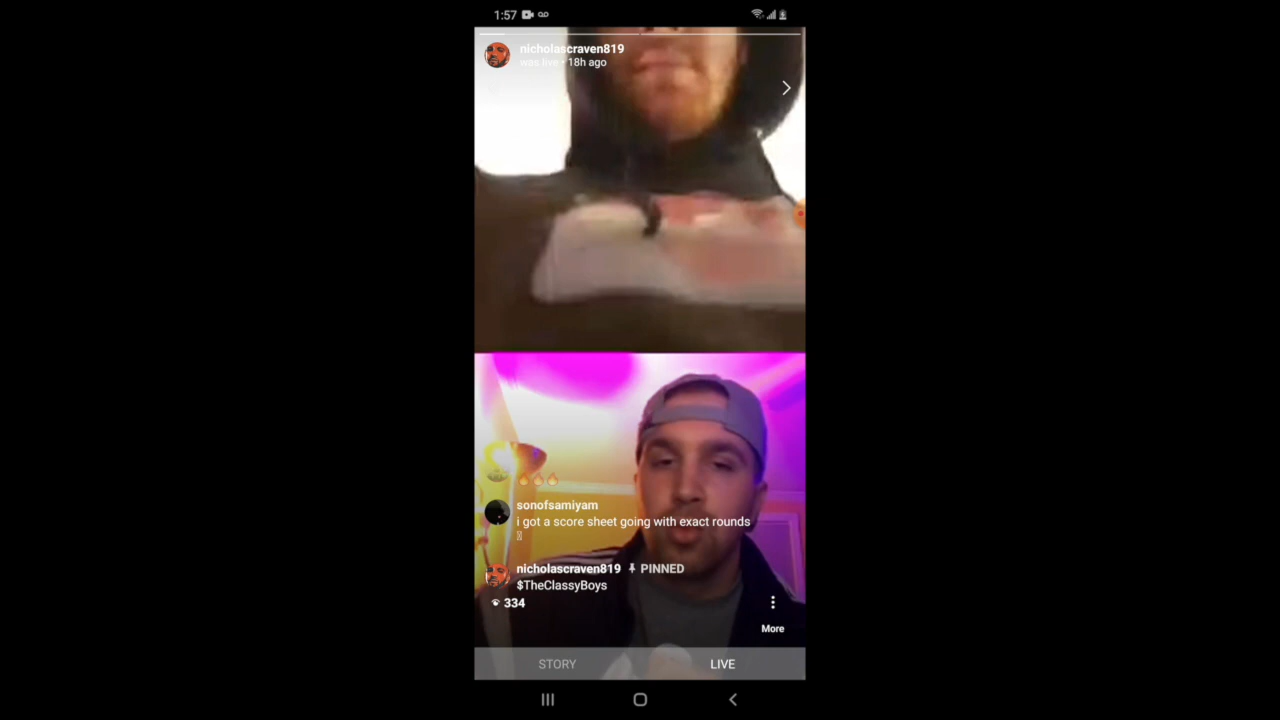 1:57
nicholascraven819
was live • 18h ago
sonofsamiyam
i got a score sheet going with exact rounds
nicholascraven819 PINNED
$TheClassyBoys
334
More
STORY LIVE